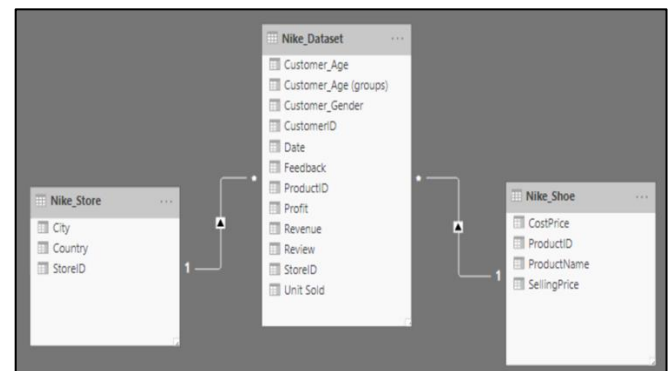 Nike_Dataset
Customer_Age
Customer_Age (groups)
Customer_Gender
CustomerID
Date
Feedback
ProductID
Profit
Revenue
Review
StoreID
Unit Sold
Nike_Store
City
Country
StoreID
1
Nike_Shoe
CostPrice
ProductID
ProductName
SellingPrice
1